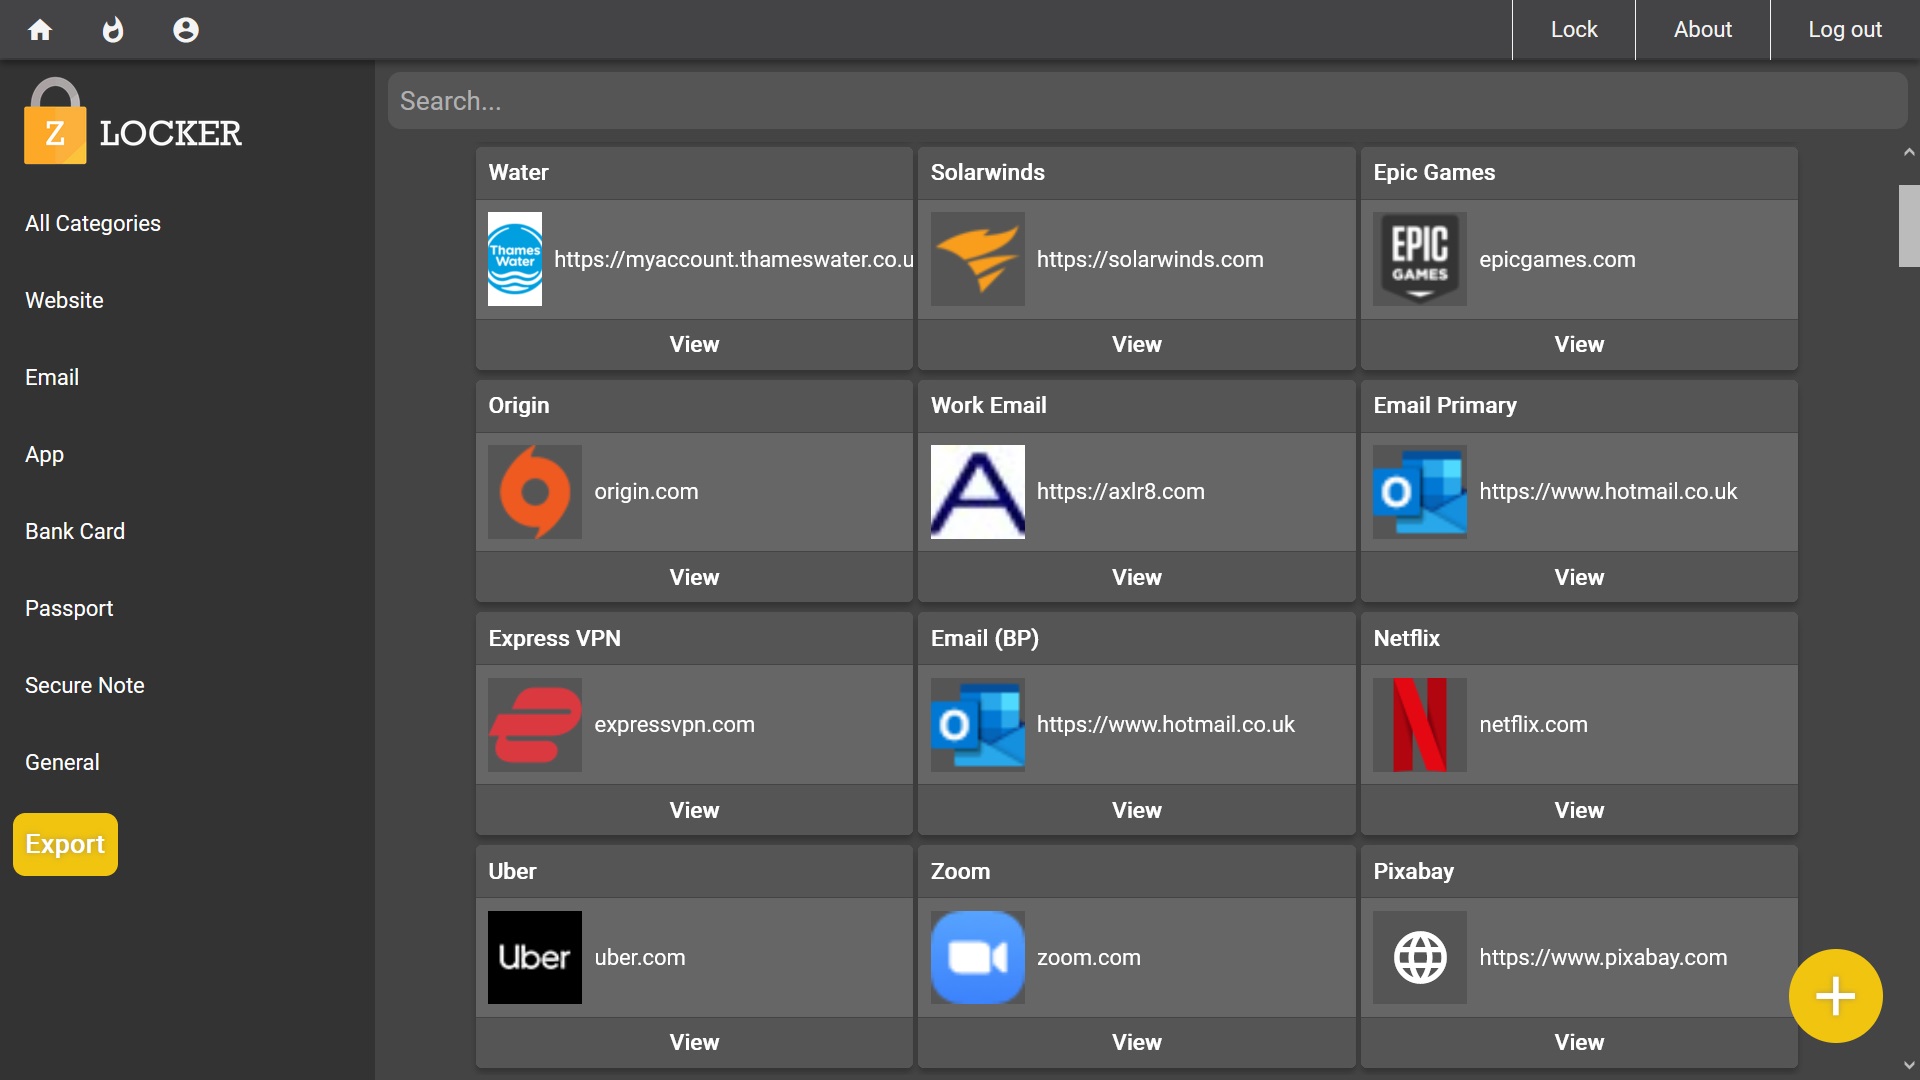 Lock
About
Log out
Z LOCKER
Search...
All Categories
Website
Email
App
Bank Card
Passport
Secure Note
General
Export
Water
Thames
Water
https://myaccount.thameswater.co.u
View
Solarwinds
https://solarwinds.com
View
Epic Games
EPIC
GAMES
epicgames.com
View
Origin
origin.com
View
Work Email
A
https://axlr8.com
View
Email Primary
O
https://www.hotmail.co.uk
View
Express VPN
expressvpn.com
View
Email (BP)
O
https://www.hotmail.co.uk
View
Netflix
N
netflix.com
View
Uber
Uber
uber.com
View
Zoom
zoom.com
View
Pixabay
https://www.pixabay.com
View